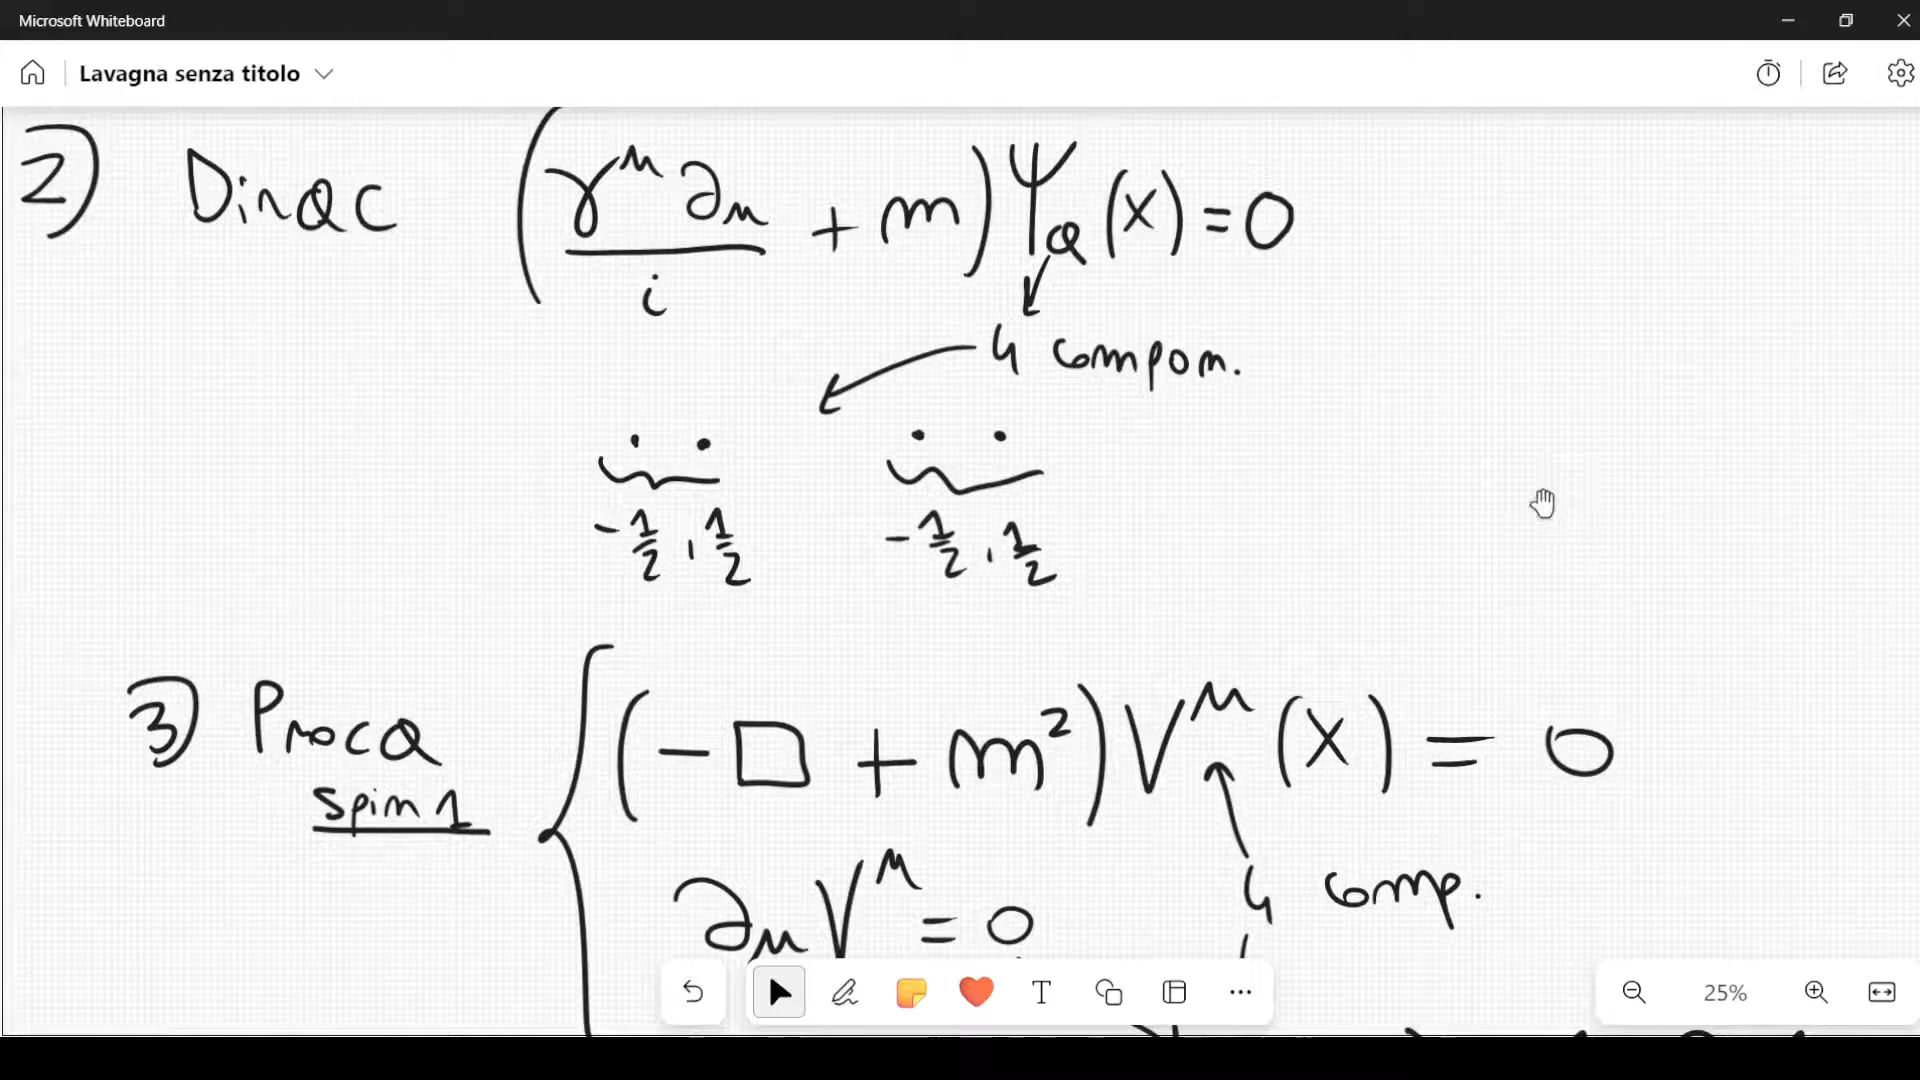 Microsoft Whiteboard
Lavagna senza titolo
2) Dirac (γ^μ ∂_μ / i + m) Ψ_a (x) = 0
4 compon.
-1/2, 1/2   -1/2, 1/2
3) Proca { (-□ + m²) V^μ (x) = 0
spin 1
∂_μ V^μ = 0
4 comp.
25%